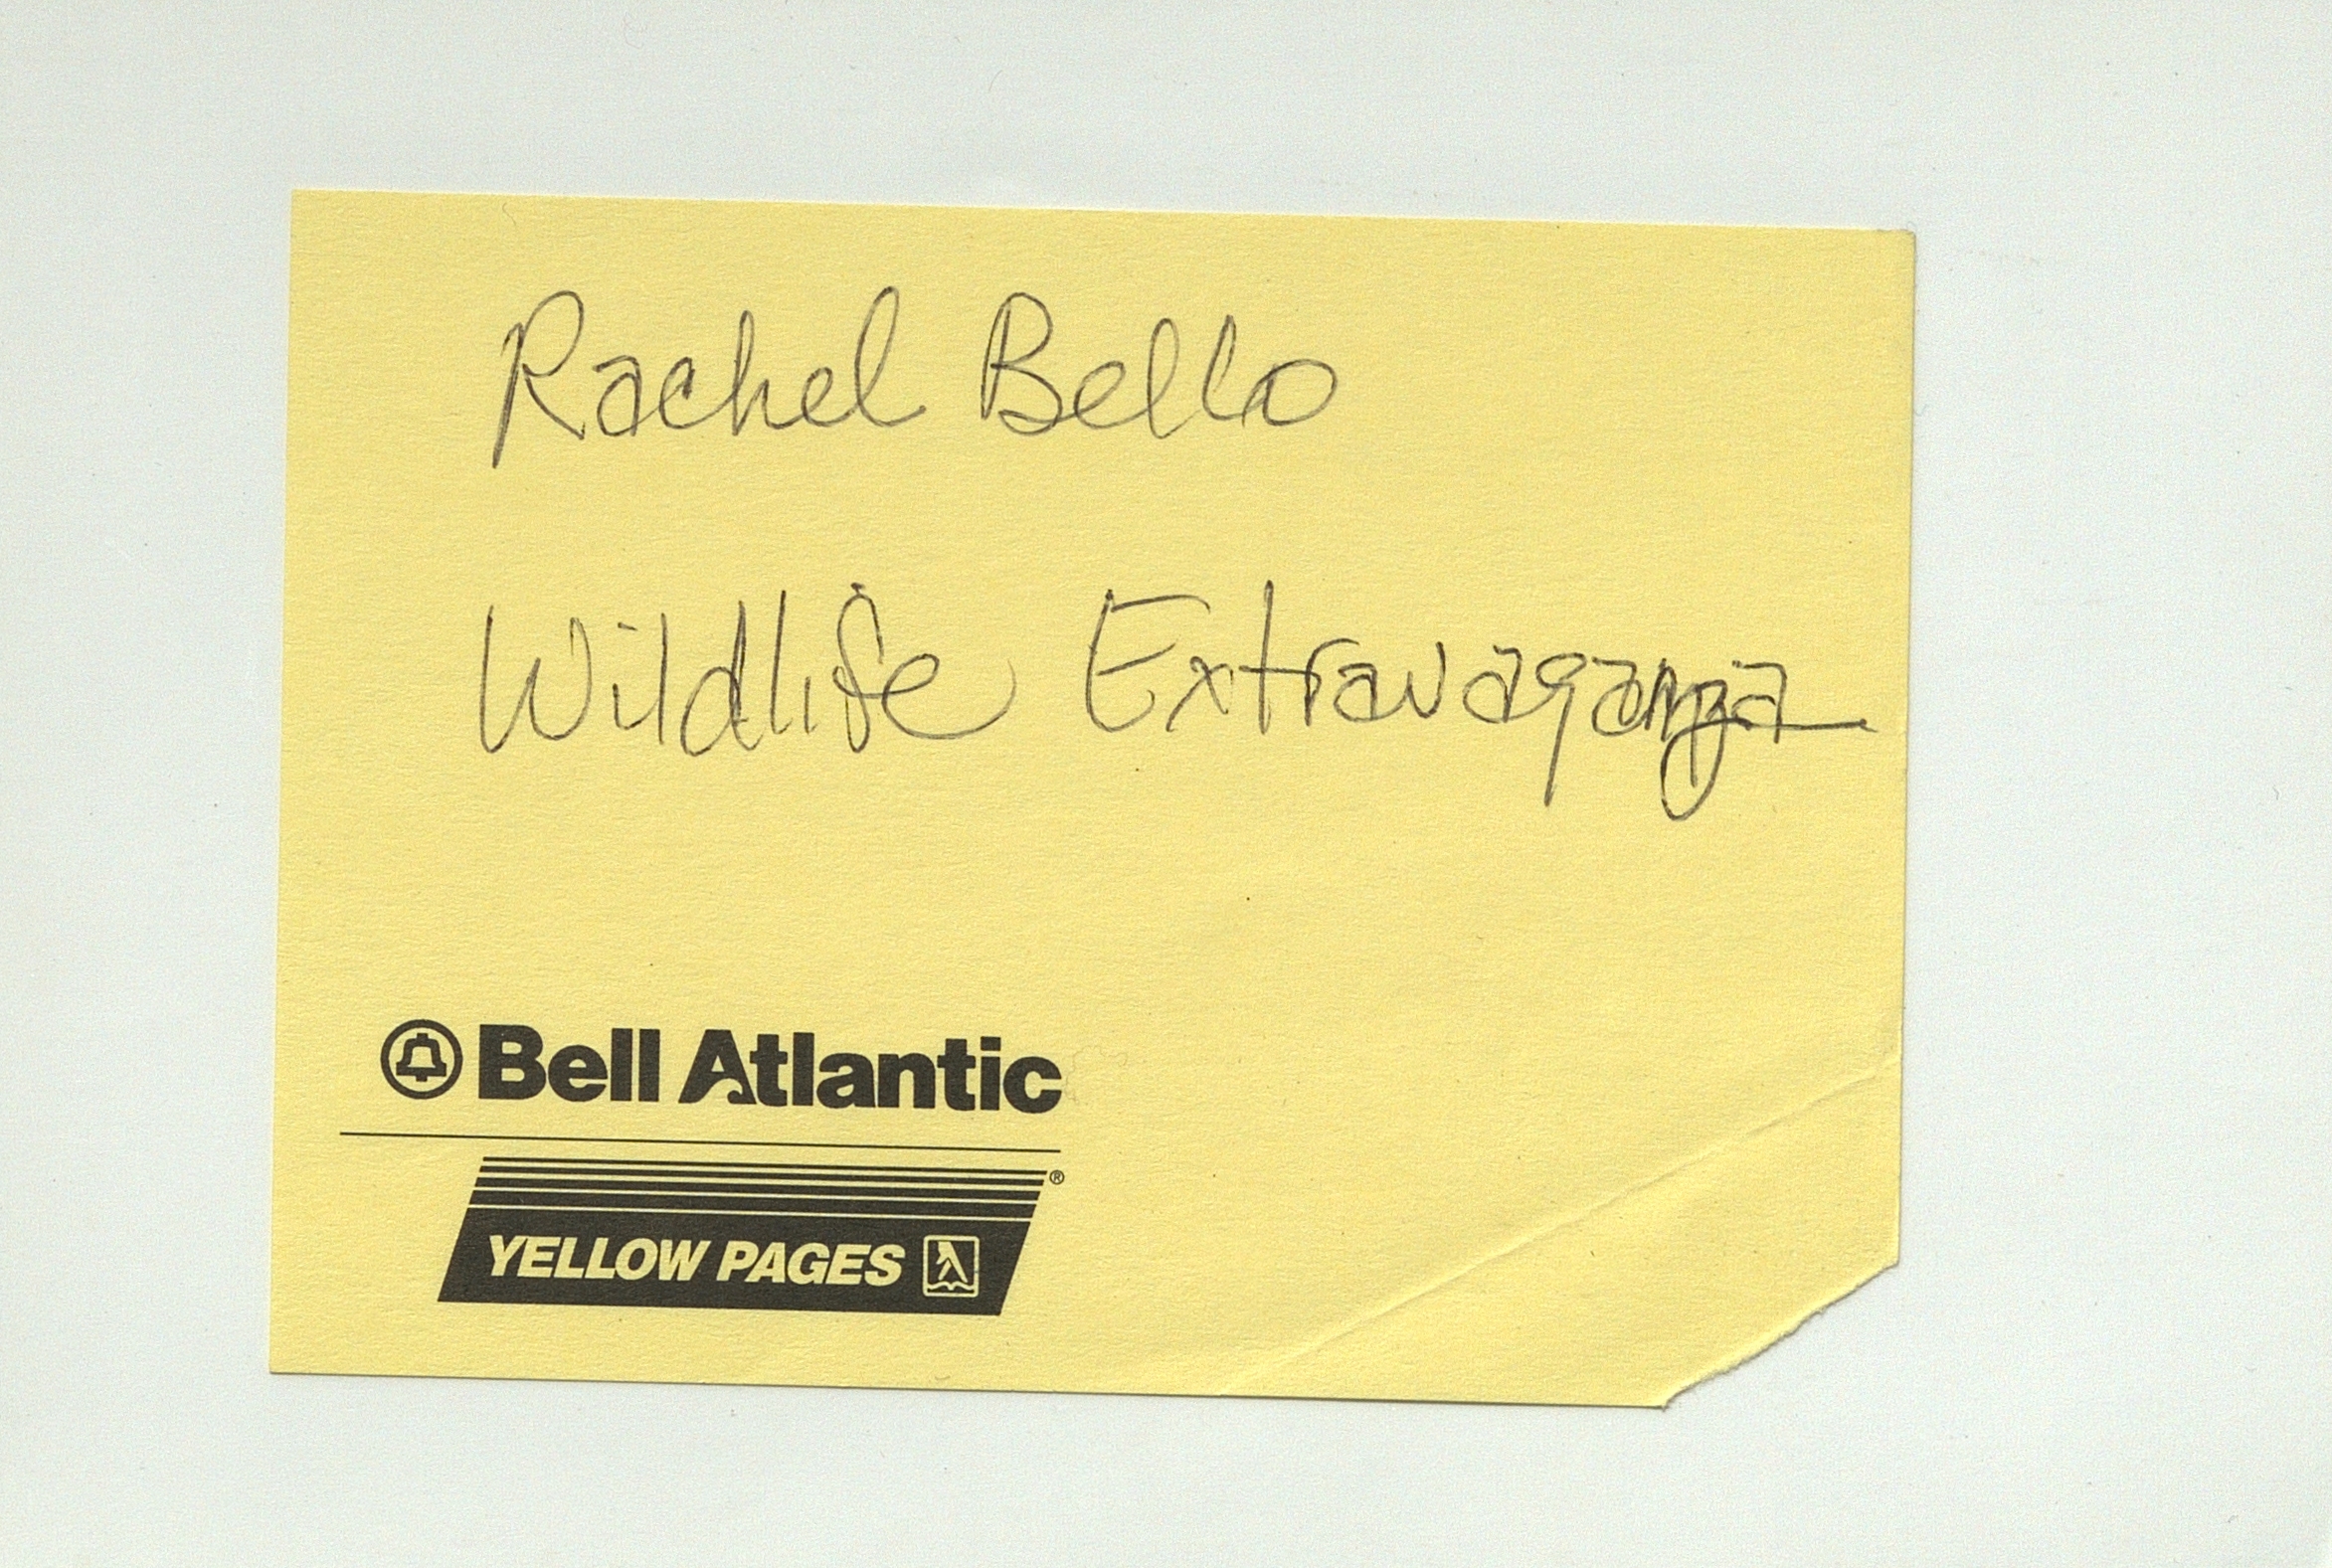 Rachel Bello
Wildlife Extravaganza
Bell Atlantic
®
YELLOW PAGES